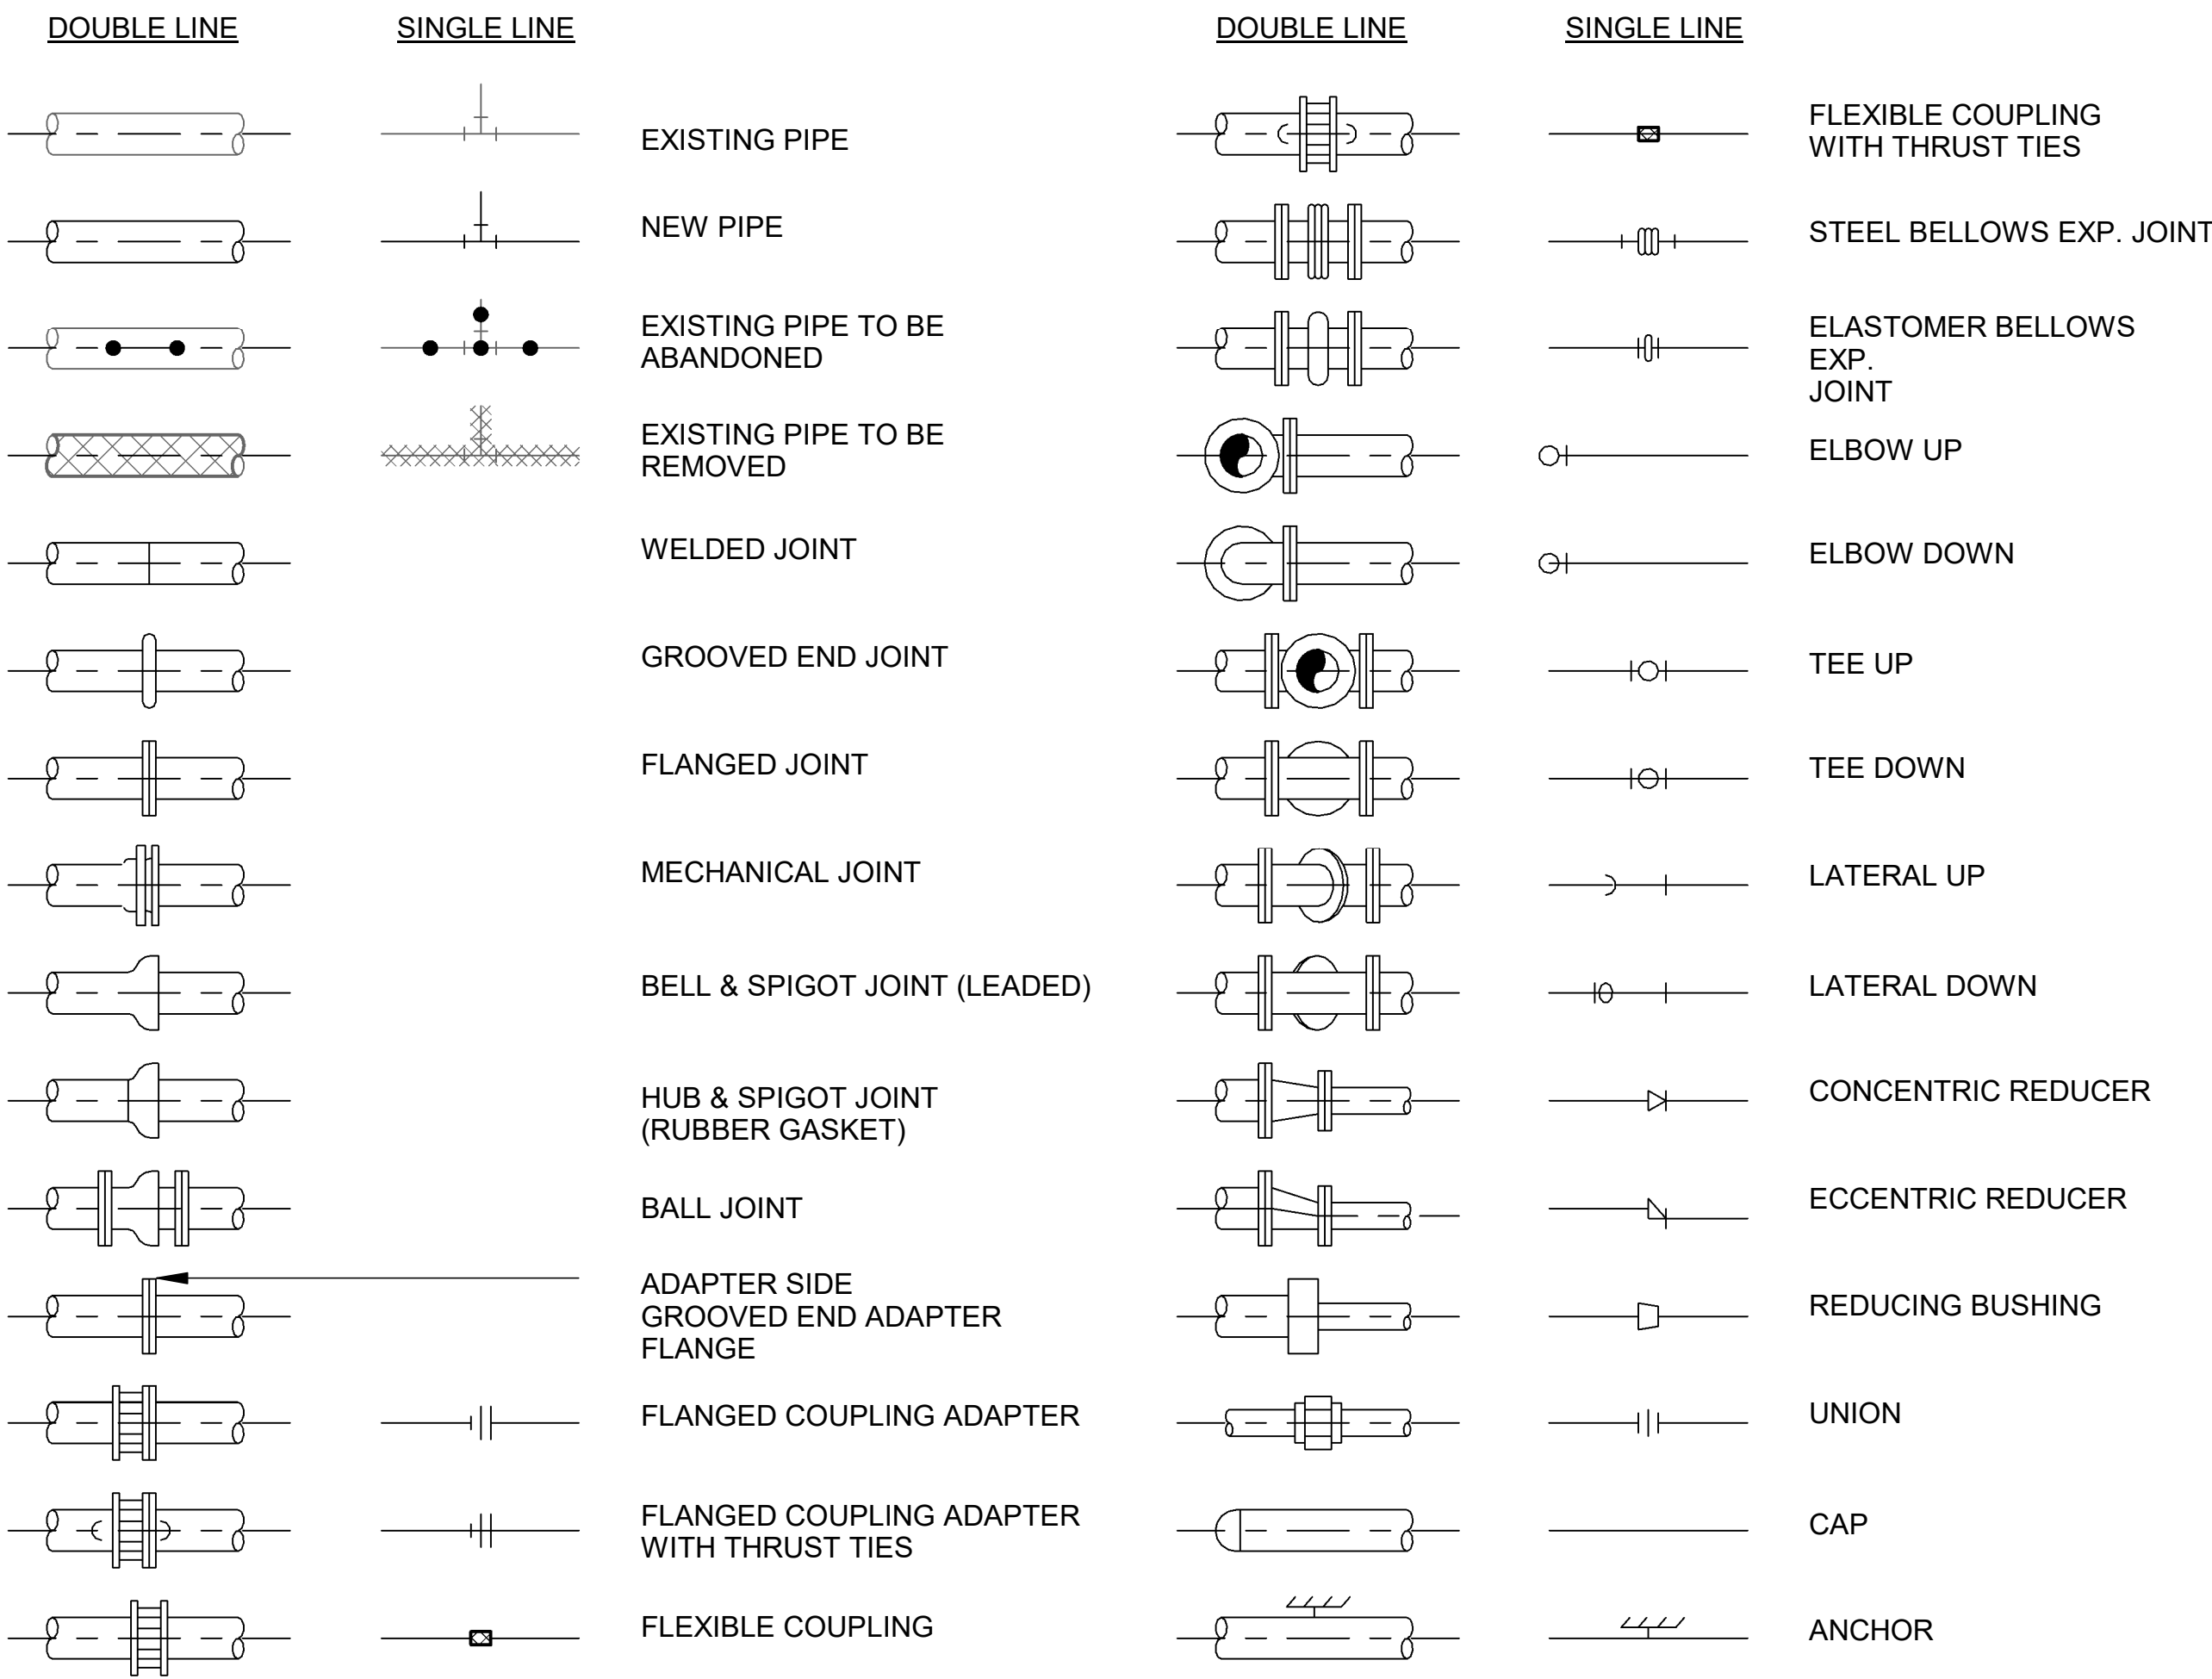 DOUBLE LINE
SINGLE LINE
EXISTING PIPE
NEW PIPE
EXISTING PIPE TO BE
ABANDONED
EXISTING PIPE TO BE
REMOVED
WELDED JOINT
GROOVED END JOINT
FLANGED JOINT
MECHANICAL JOINT
BELL & SPIGOT JOINT (LEADED)
HUB & SPIGOT JOINT
(RUBBER GASKET)
BALL JOINT
ADAPTER SIDE
GROOVED END ADAPTER
FLANGE
FLANGED COUPLING ADAPTER
FLANGED COUPLING ADAPTER
WITH THRUST TIES
FLEXIBLE COUPLING
DOUBLE LINE
SINGLE LINE
FLEXIBLE COUPLING
WITH THRUST TIES
STEEL BELLOWS EXP. JOINT
ELASTOMER BELLOWS
EXP.
JOINT
ELBOW UP
ELBOW DOWN
TEE UP
TEE DOWN
LATERAL UP
LATERAL DOWN
CONCENTRIC REDUCER
ECCENTRIC REDUCER
REDUCING BUSHING
UNION
CAP
ANCHOR